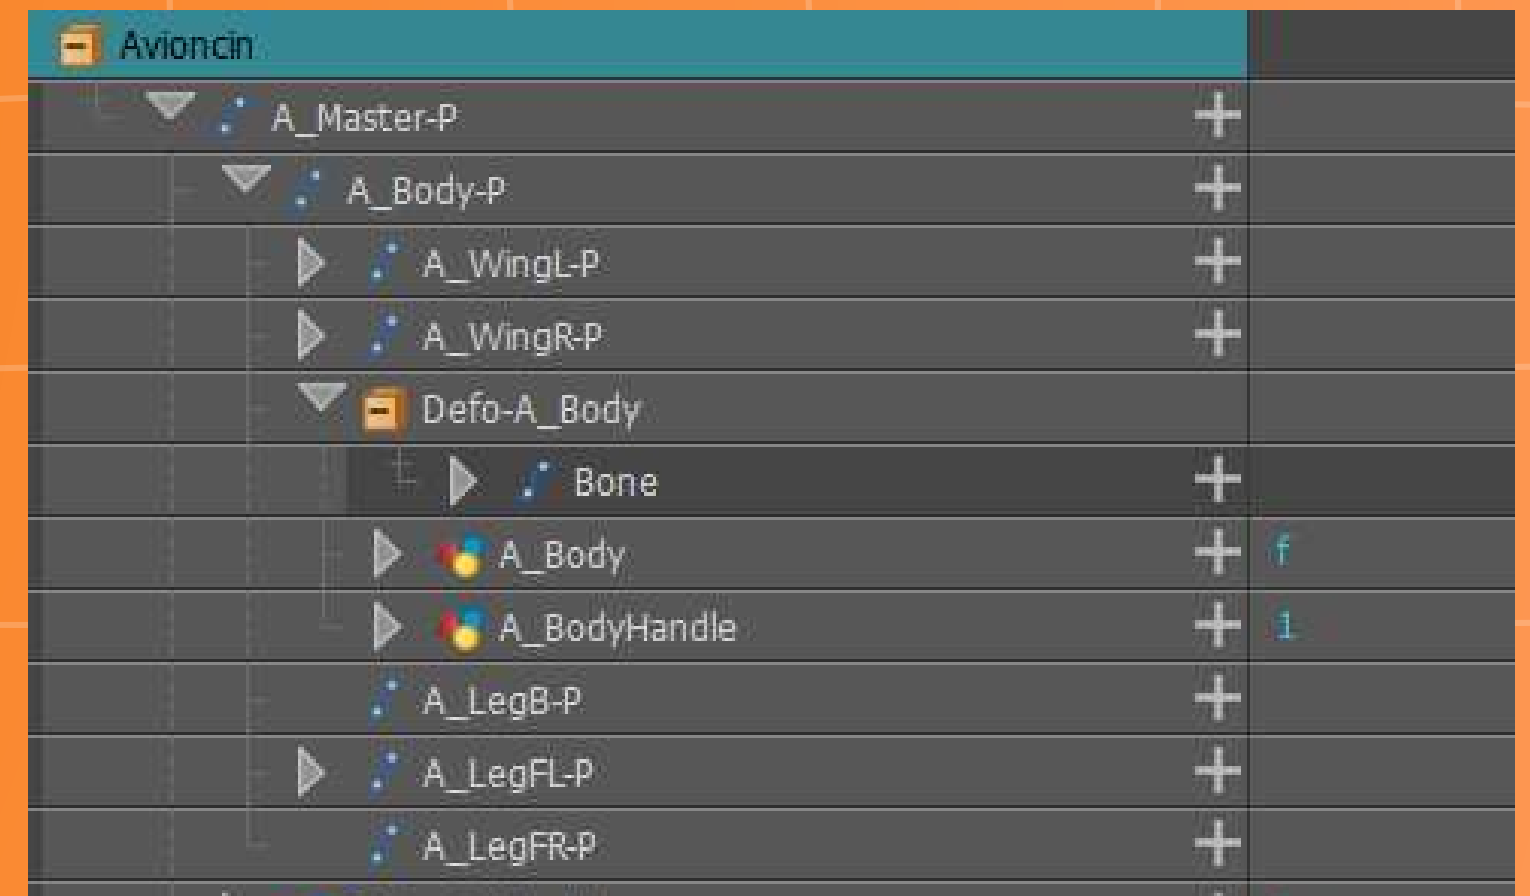 Avioncin
A_Master-P
A_Body-P
A_WingL-P
A_WingR-P
Defo-A_Body
Bone
A_Body f
A_BodyHandle 1
A_LegB-P
A_LegFL-P
A_LegFR-P